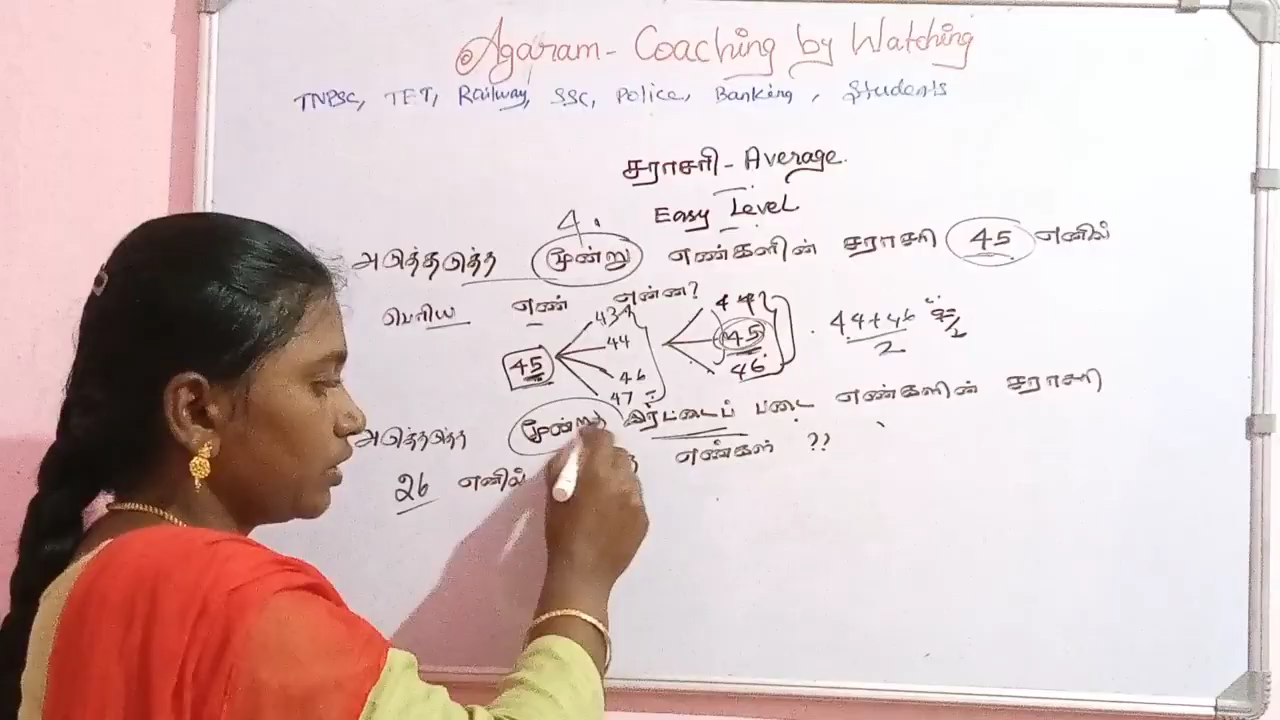 Agaram - Coaching by Watching
TNPSC, TET, Railway, SSC, Police, Banking, Students
சராசரி - Average.
4. Easy Level
அடுத்தடுத்த மூன்று எண்களின் சராசரி 45 எனில்
பெரிய எண் என்ன?
45 43 44 46 47
44 45 46
44+46
2
அடுத்தடுத்த மூன்று இரட்டைப் படை எண்களின் சராசரி
26 எனில் எண்கள் ??